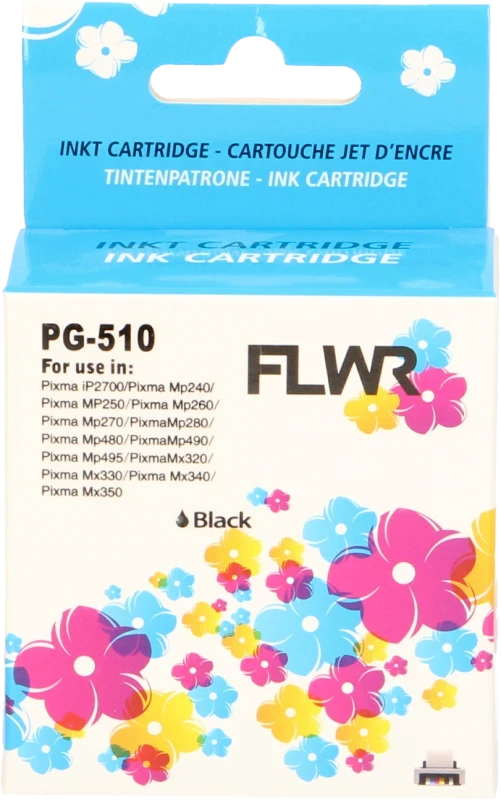 INKT CARTRIDGE - CARTOUCHE JET D'ENCRE
TINTENPATRONE - INK CARTRIDGE
INKT CARTRIDGE
INK CARTRIDGE
PG-510
FLWR
For use in:
Pixma iP2700/Pixma Mp240/
Pixma MP250/Pixma Mp260/
Pixma Mp270/PixmaMp280/
Pixma Mp480/PixmaMp490/
Pixma Mp495/PixmaMx320/
Pixma Mx330/Pixma Mx340/
Pixma Mx350
Black